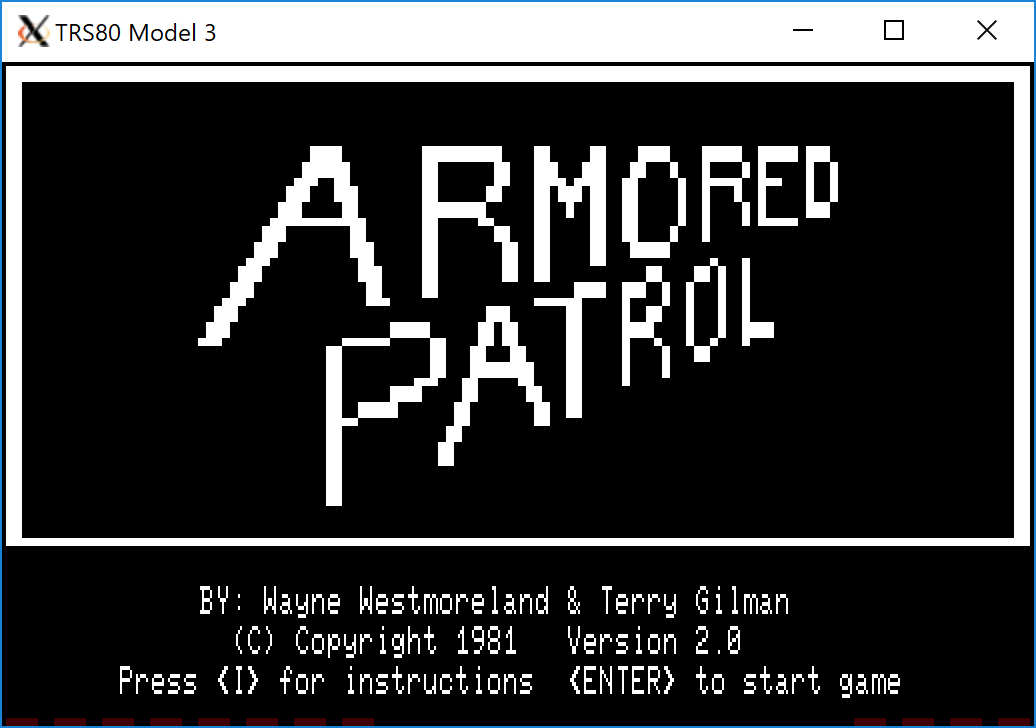 TRS80 Model 3
ARMORED
PATROL
BY: Wayne Westmoreland & Terry Gilman
(C) Copyright 1981 Version 2.0
Press <I> for instructions <ENTER> to start game